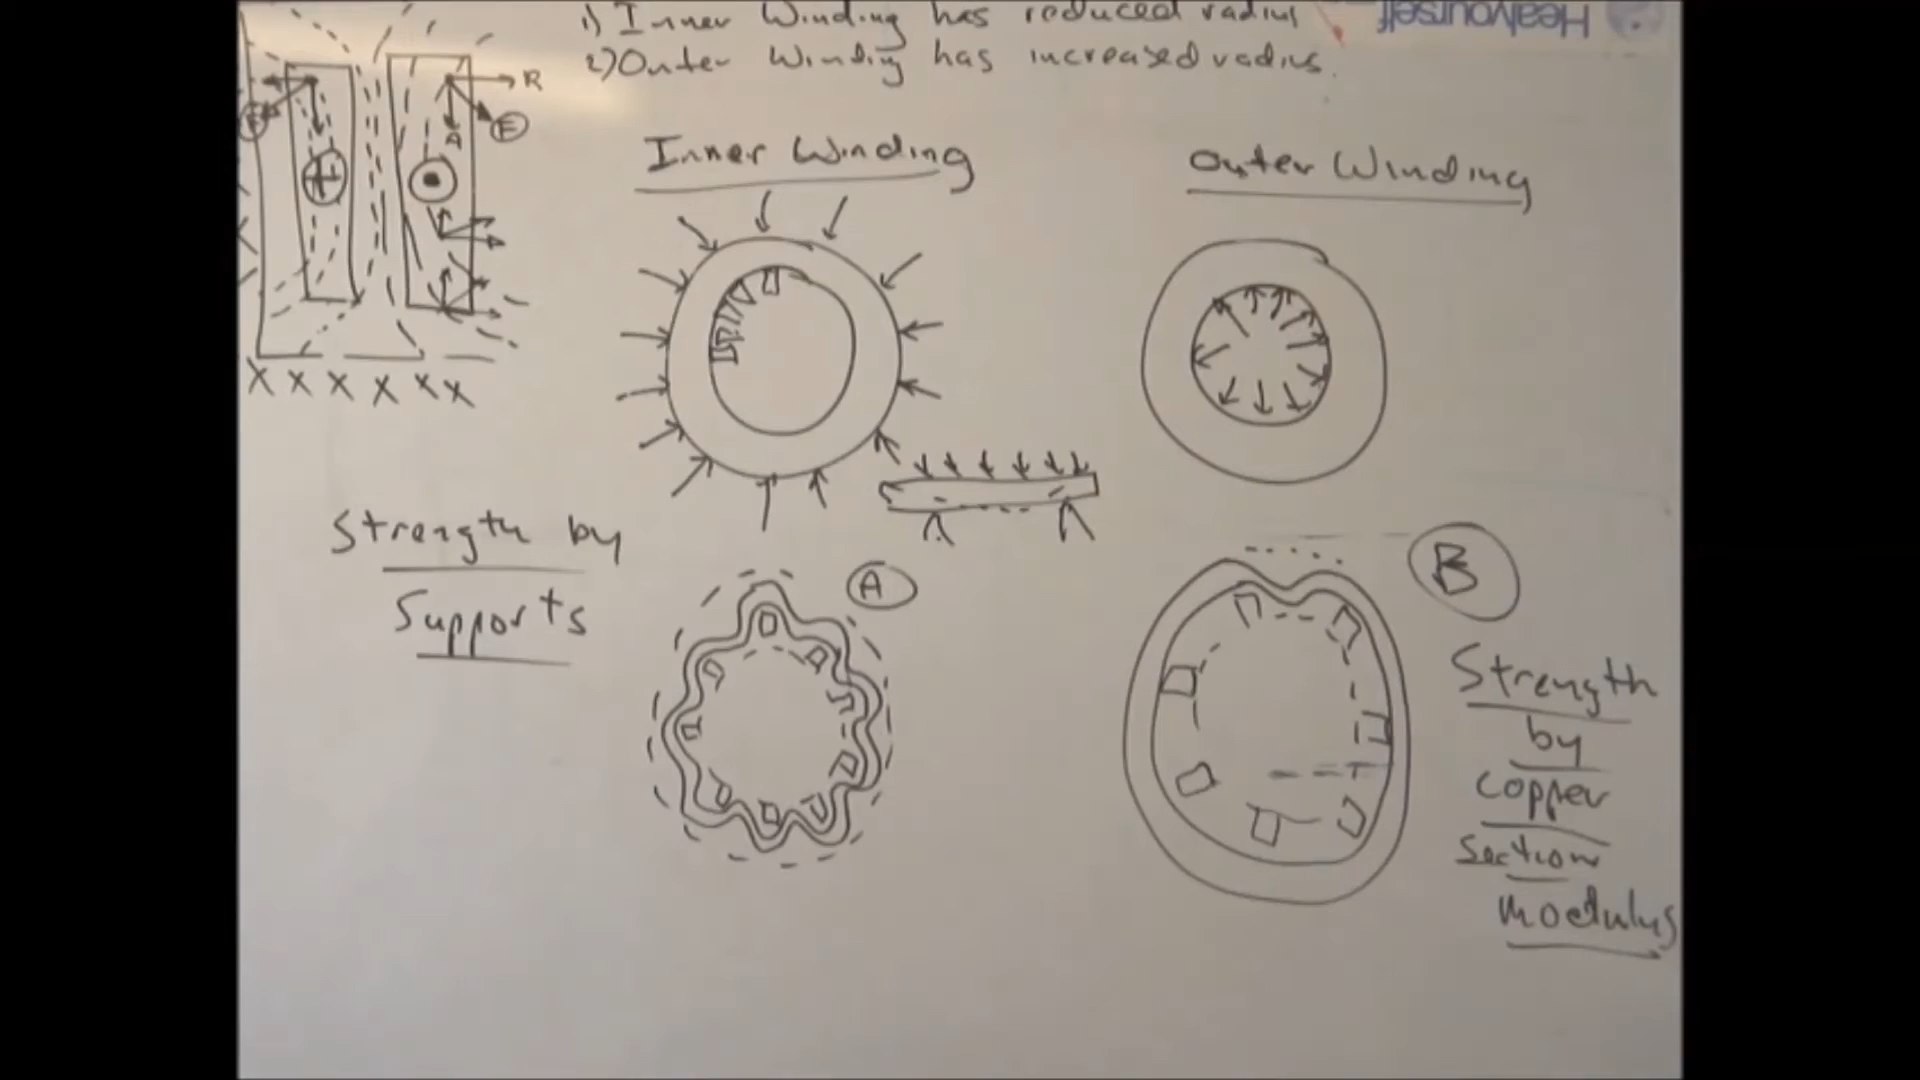 1) Inner Winding has reduced radius
2) Outer Winding has increased radius.
Healyourself
R
F
A
F
Inner Winding
Outer Winding
X X X X X X
Strength by
Supports
A
B
Strength
by
Copper
Section
Modulus